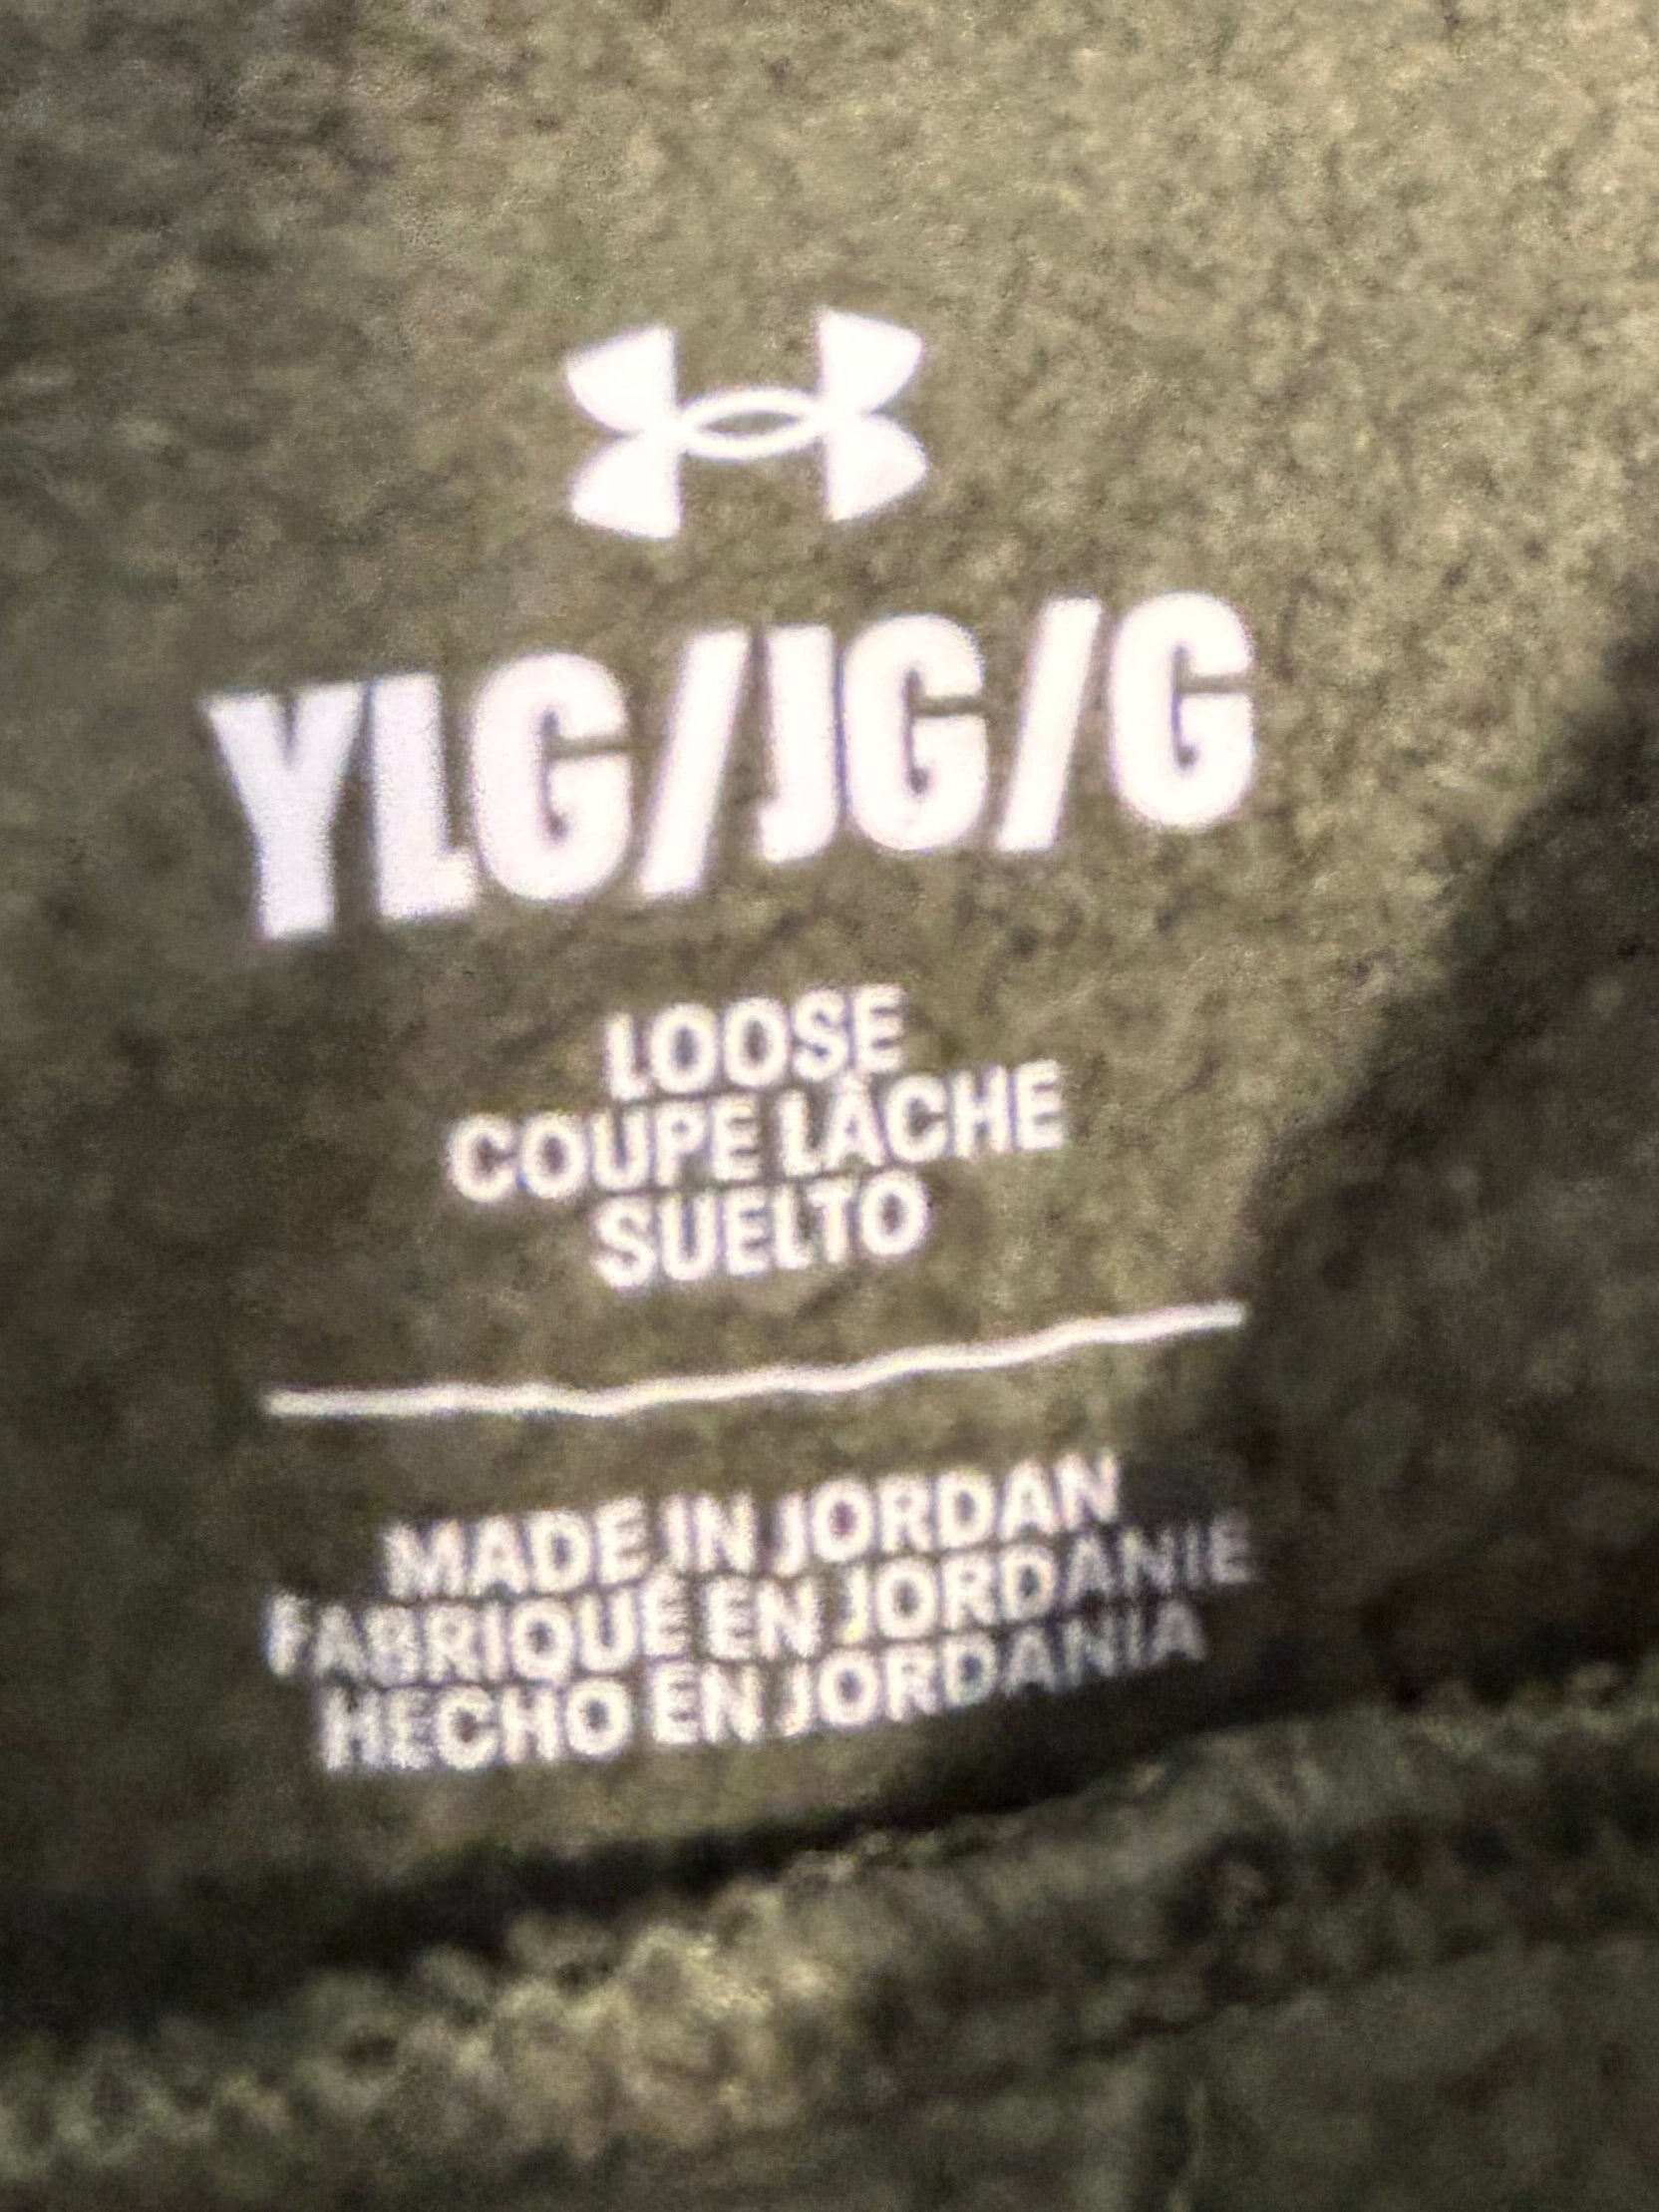 YLG/JG/G
LOOSE
COUPE LÂCHE
SUELTO
MADE IN JORDAN
FABRIQUÉ EN JORDANIE
HECHO EN JORDANIA